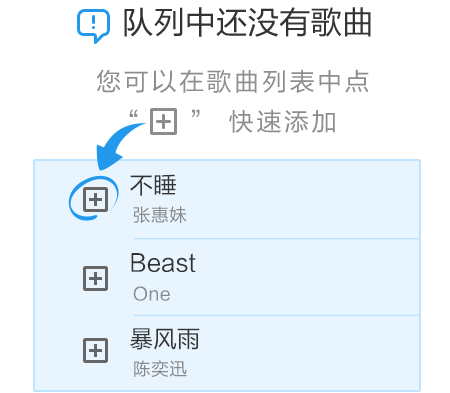 队列中还没有歌曲
您可以在歌曲列表中点
“ ” 快速添加
不睡
张惠妹
Beast
One
暴风雨
陈奕迅